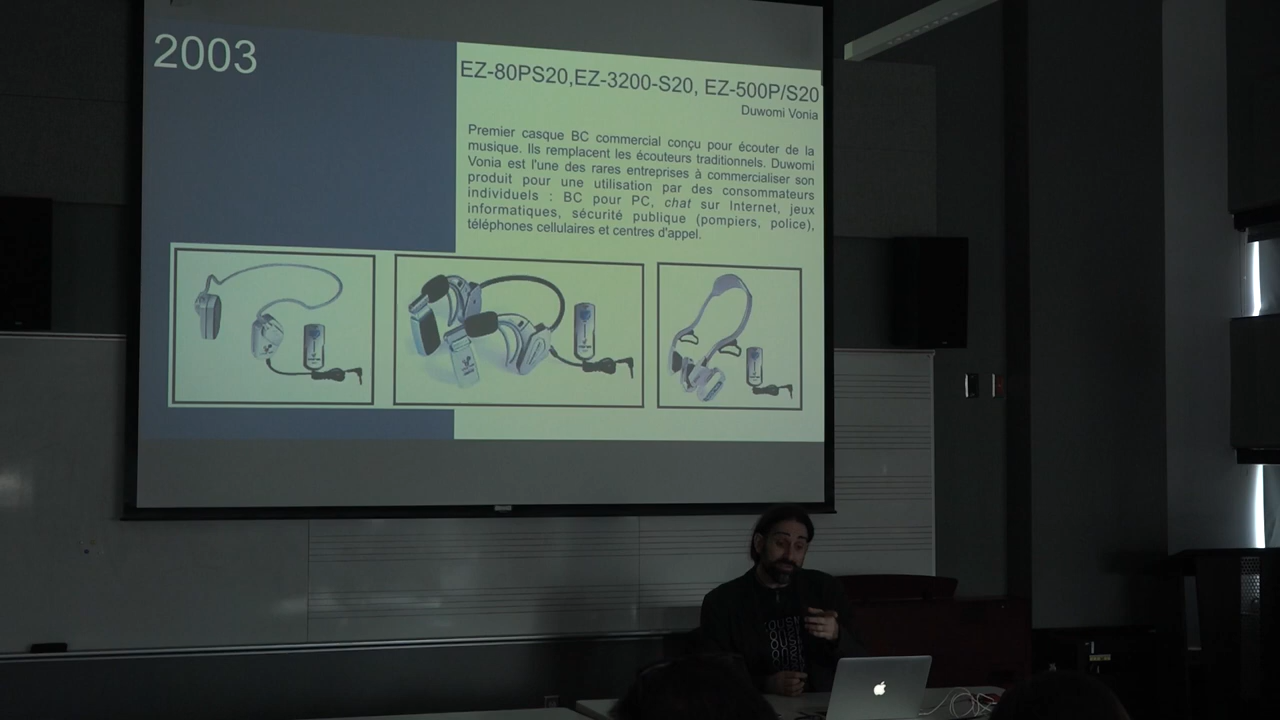 2003
EZ-80PS20,EZ-3200-S20, EZ-500P/S20
Duwomi Vonia
Premier casque BC commercial conçu pour écouter de la
musique. Ils remplacent les écouteurs traditionnels. Duwomi
Vonia est l'une des rares entreprises à commercialiser son
produit pour une utilisation par des consommateurs
individuels : BC pour PC, chat sur Internet, jeux
informatiques, sécurité publique (pompiers, police),
téléphones cellulaires et centres d'appel.